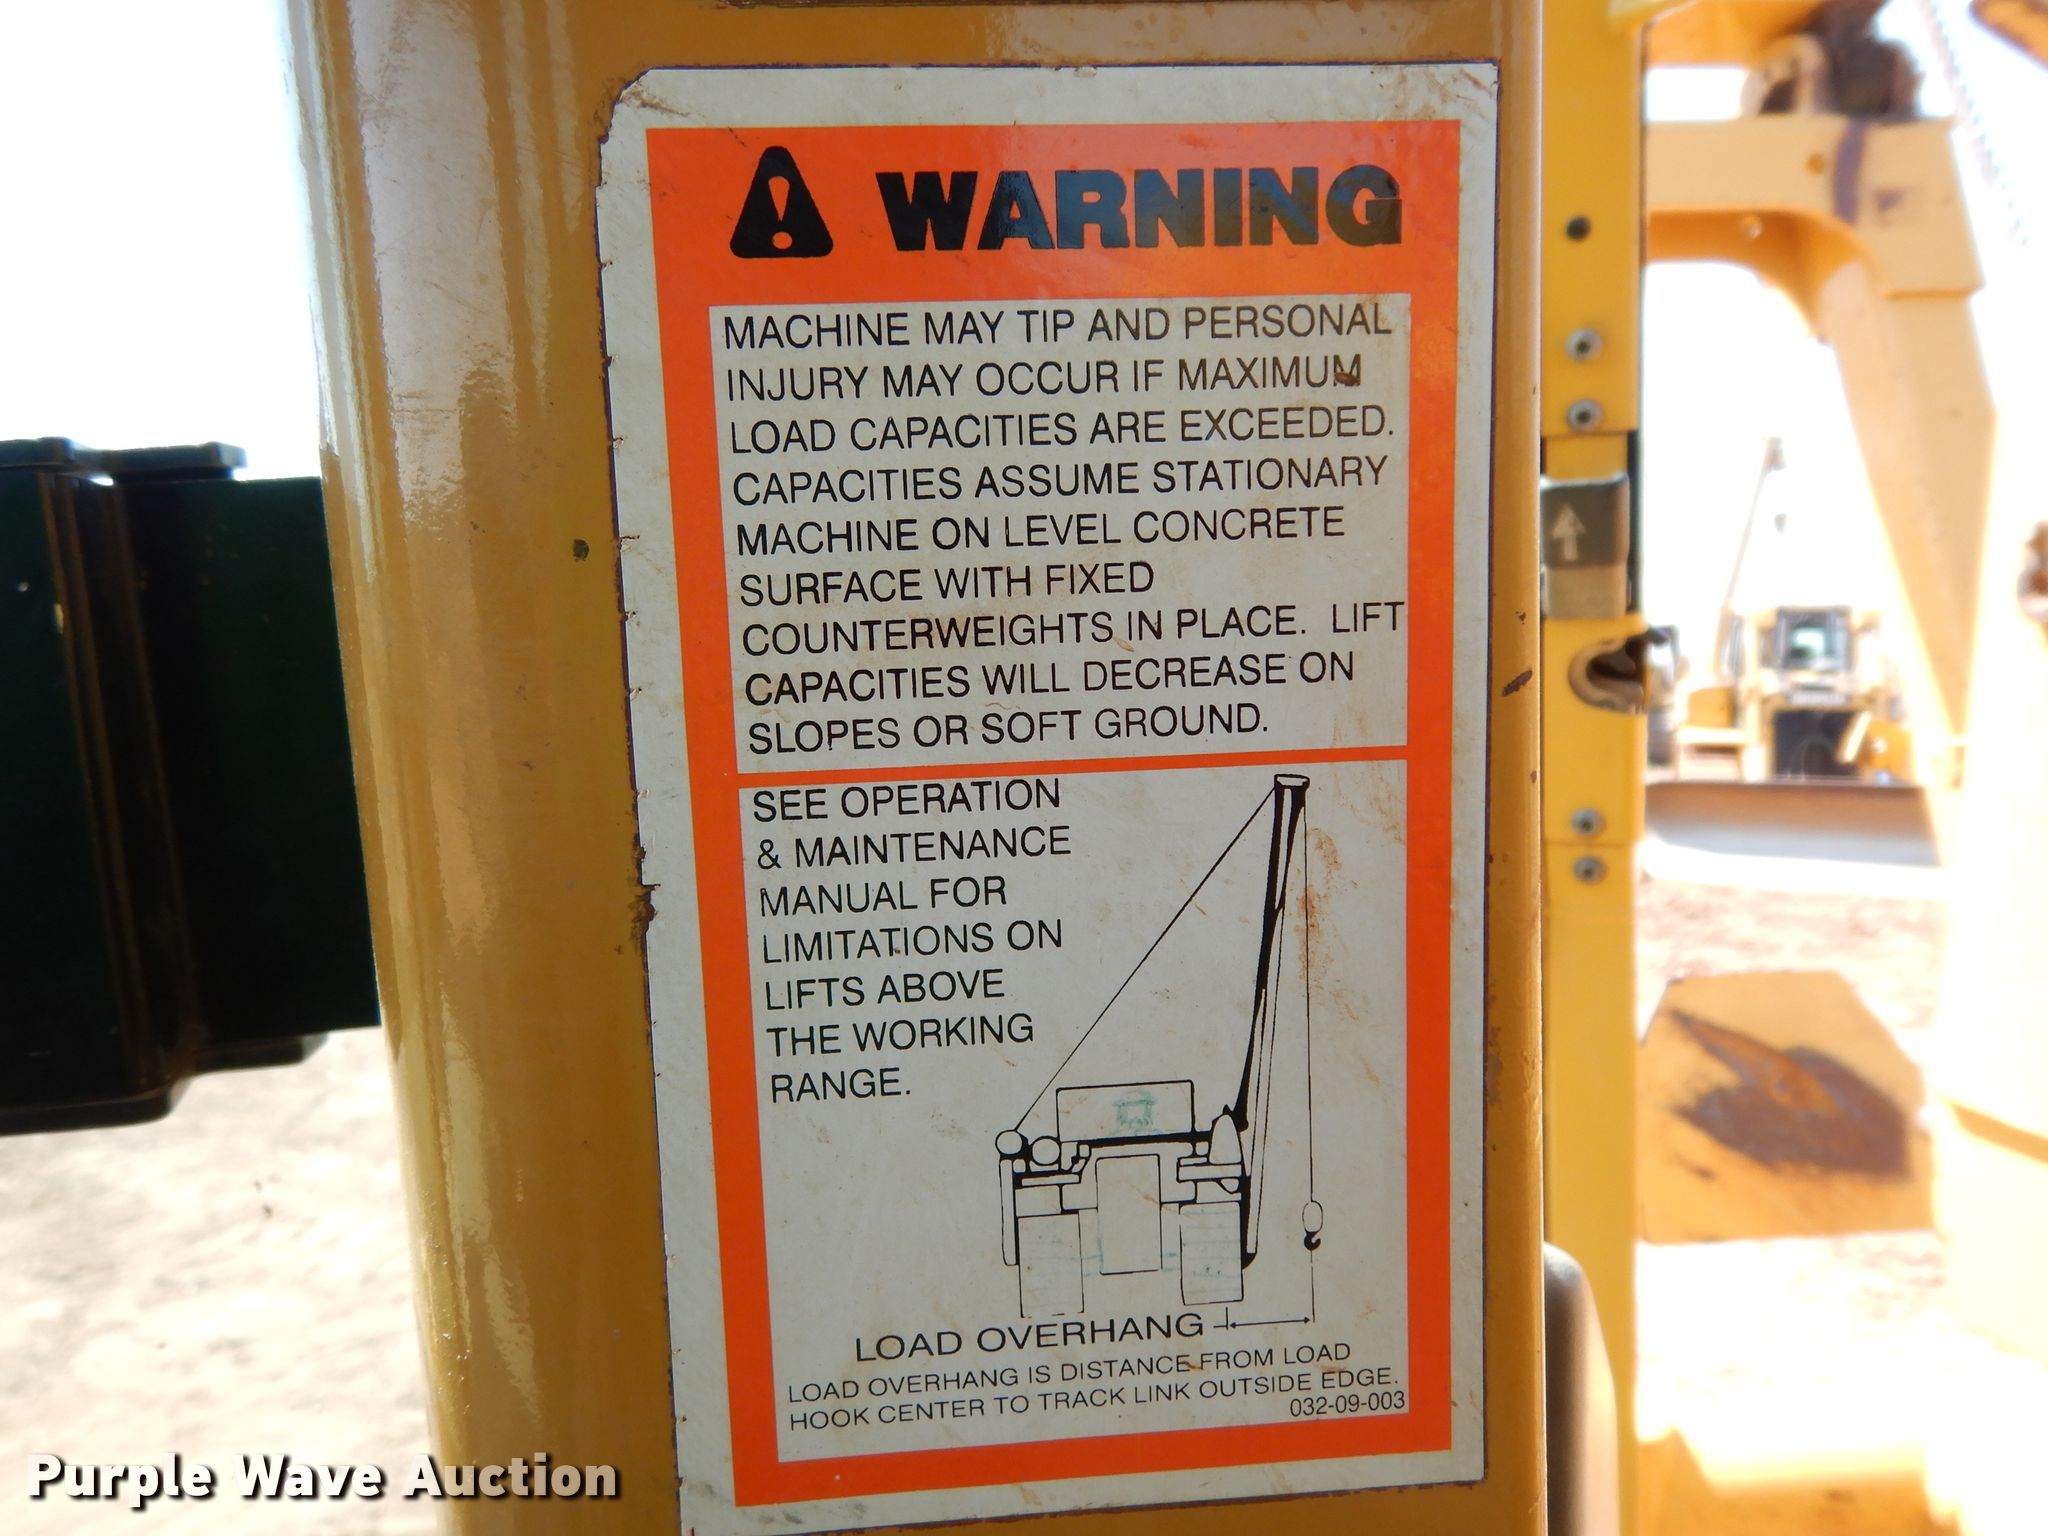 WARNING
MACHINE MAY TIP AND PERSONAL
INJURY MAY OCCUR IF MAXIMUM
LOAD CAPACITIES ARE EXCEEDED.
CAPACITIES ASSUME STATIONARY
MACHINE ON LEVEL CONCRETE
SURFACE WITH FIXED
COUNTERWEIGHTS IN PLACE. LIFT
CAPACITIES WILL DECREASE ON
SLOPES OR SOFT GROUND.
SEE OPERATION
& MAINTENANCE
MANUAL FOR
LIMITATIONS ON
LIFTS ABOVE
THE WORKING
RANGE.
LOAD OVERHANG
LOAD OVERHANG IS DISTANCE FROM LOAD
HOOK CENTER TO TRACK LINK OUTSIDE EDGE.
032-09-003
Purple Wave Auction